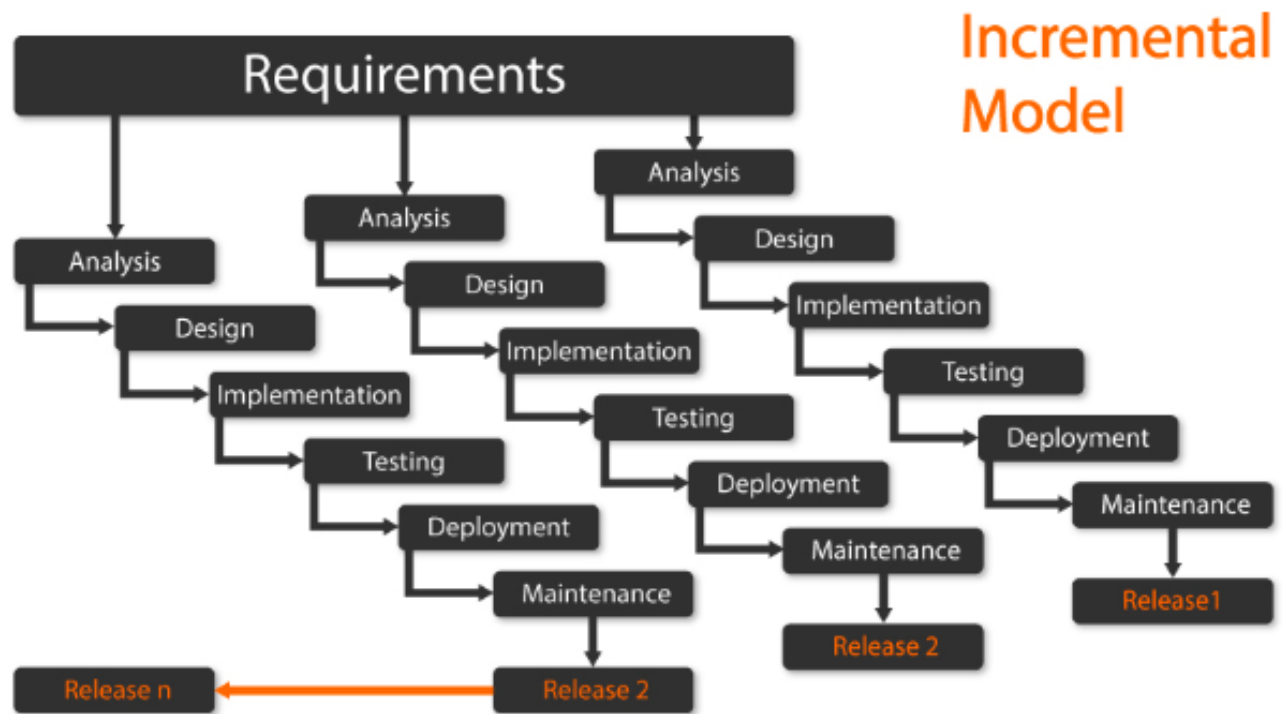 Incremental
Model
Requirements
Analysis
Design
Implementation
Testing
Deployment
Maintenance
Release 2
Release n
Analysis
Design
Implementation
Testing
Deployment
Maintenance
Release 2
Analysis
Design
Implementation
Testing
Deployment
Maintenance
Release1